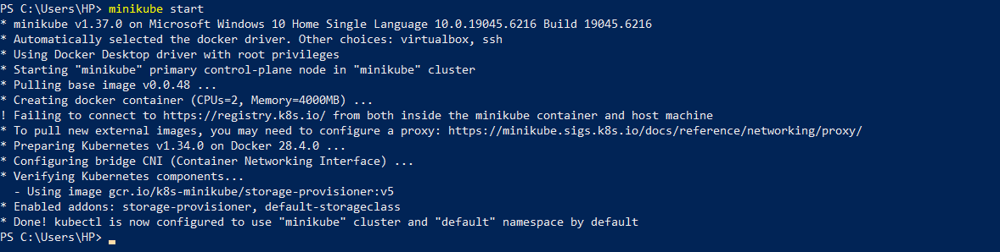 PS C:\Users\HP> minikube start
* minikube v1.37.0 on Microsoft Windows 10 Home Single Language 10.0.19045.6216 Build 19045.6216
* Automatically selected the docker driver. Other choices: virtualbox, ssh
* Using Docker Desktop driver with root privileges
* Starting "minikube" primary control-plane node in "minikube" cluster
* Pulling base image v0.0.48 ...
* Creating docker container (CPUs=2, Memory=4000MB) ...
! Failing to connect to https://registry.k8s.io/ from both inside the minikube container and host machine
* To pull new external images, you may need to configure a proxy: https://minikube.sigs.k8s.io/docs/reference/networking/proxy/
* Preparing Kubernetes v1.34.0 on Docker 28.4.0 ...
* Configuring bridge CNI (Container Networking Interface) ...
* Verifying Kubernetes components...
  - Using image gcr.io/k8s-minikube/storage-provisioner:v5
* Enabled addons: storage-provisioner, default-storageclass
* Done! kubectl is now configured to use "minikube" cluster and "default" namespace by default
PS C:\Users\HP>